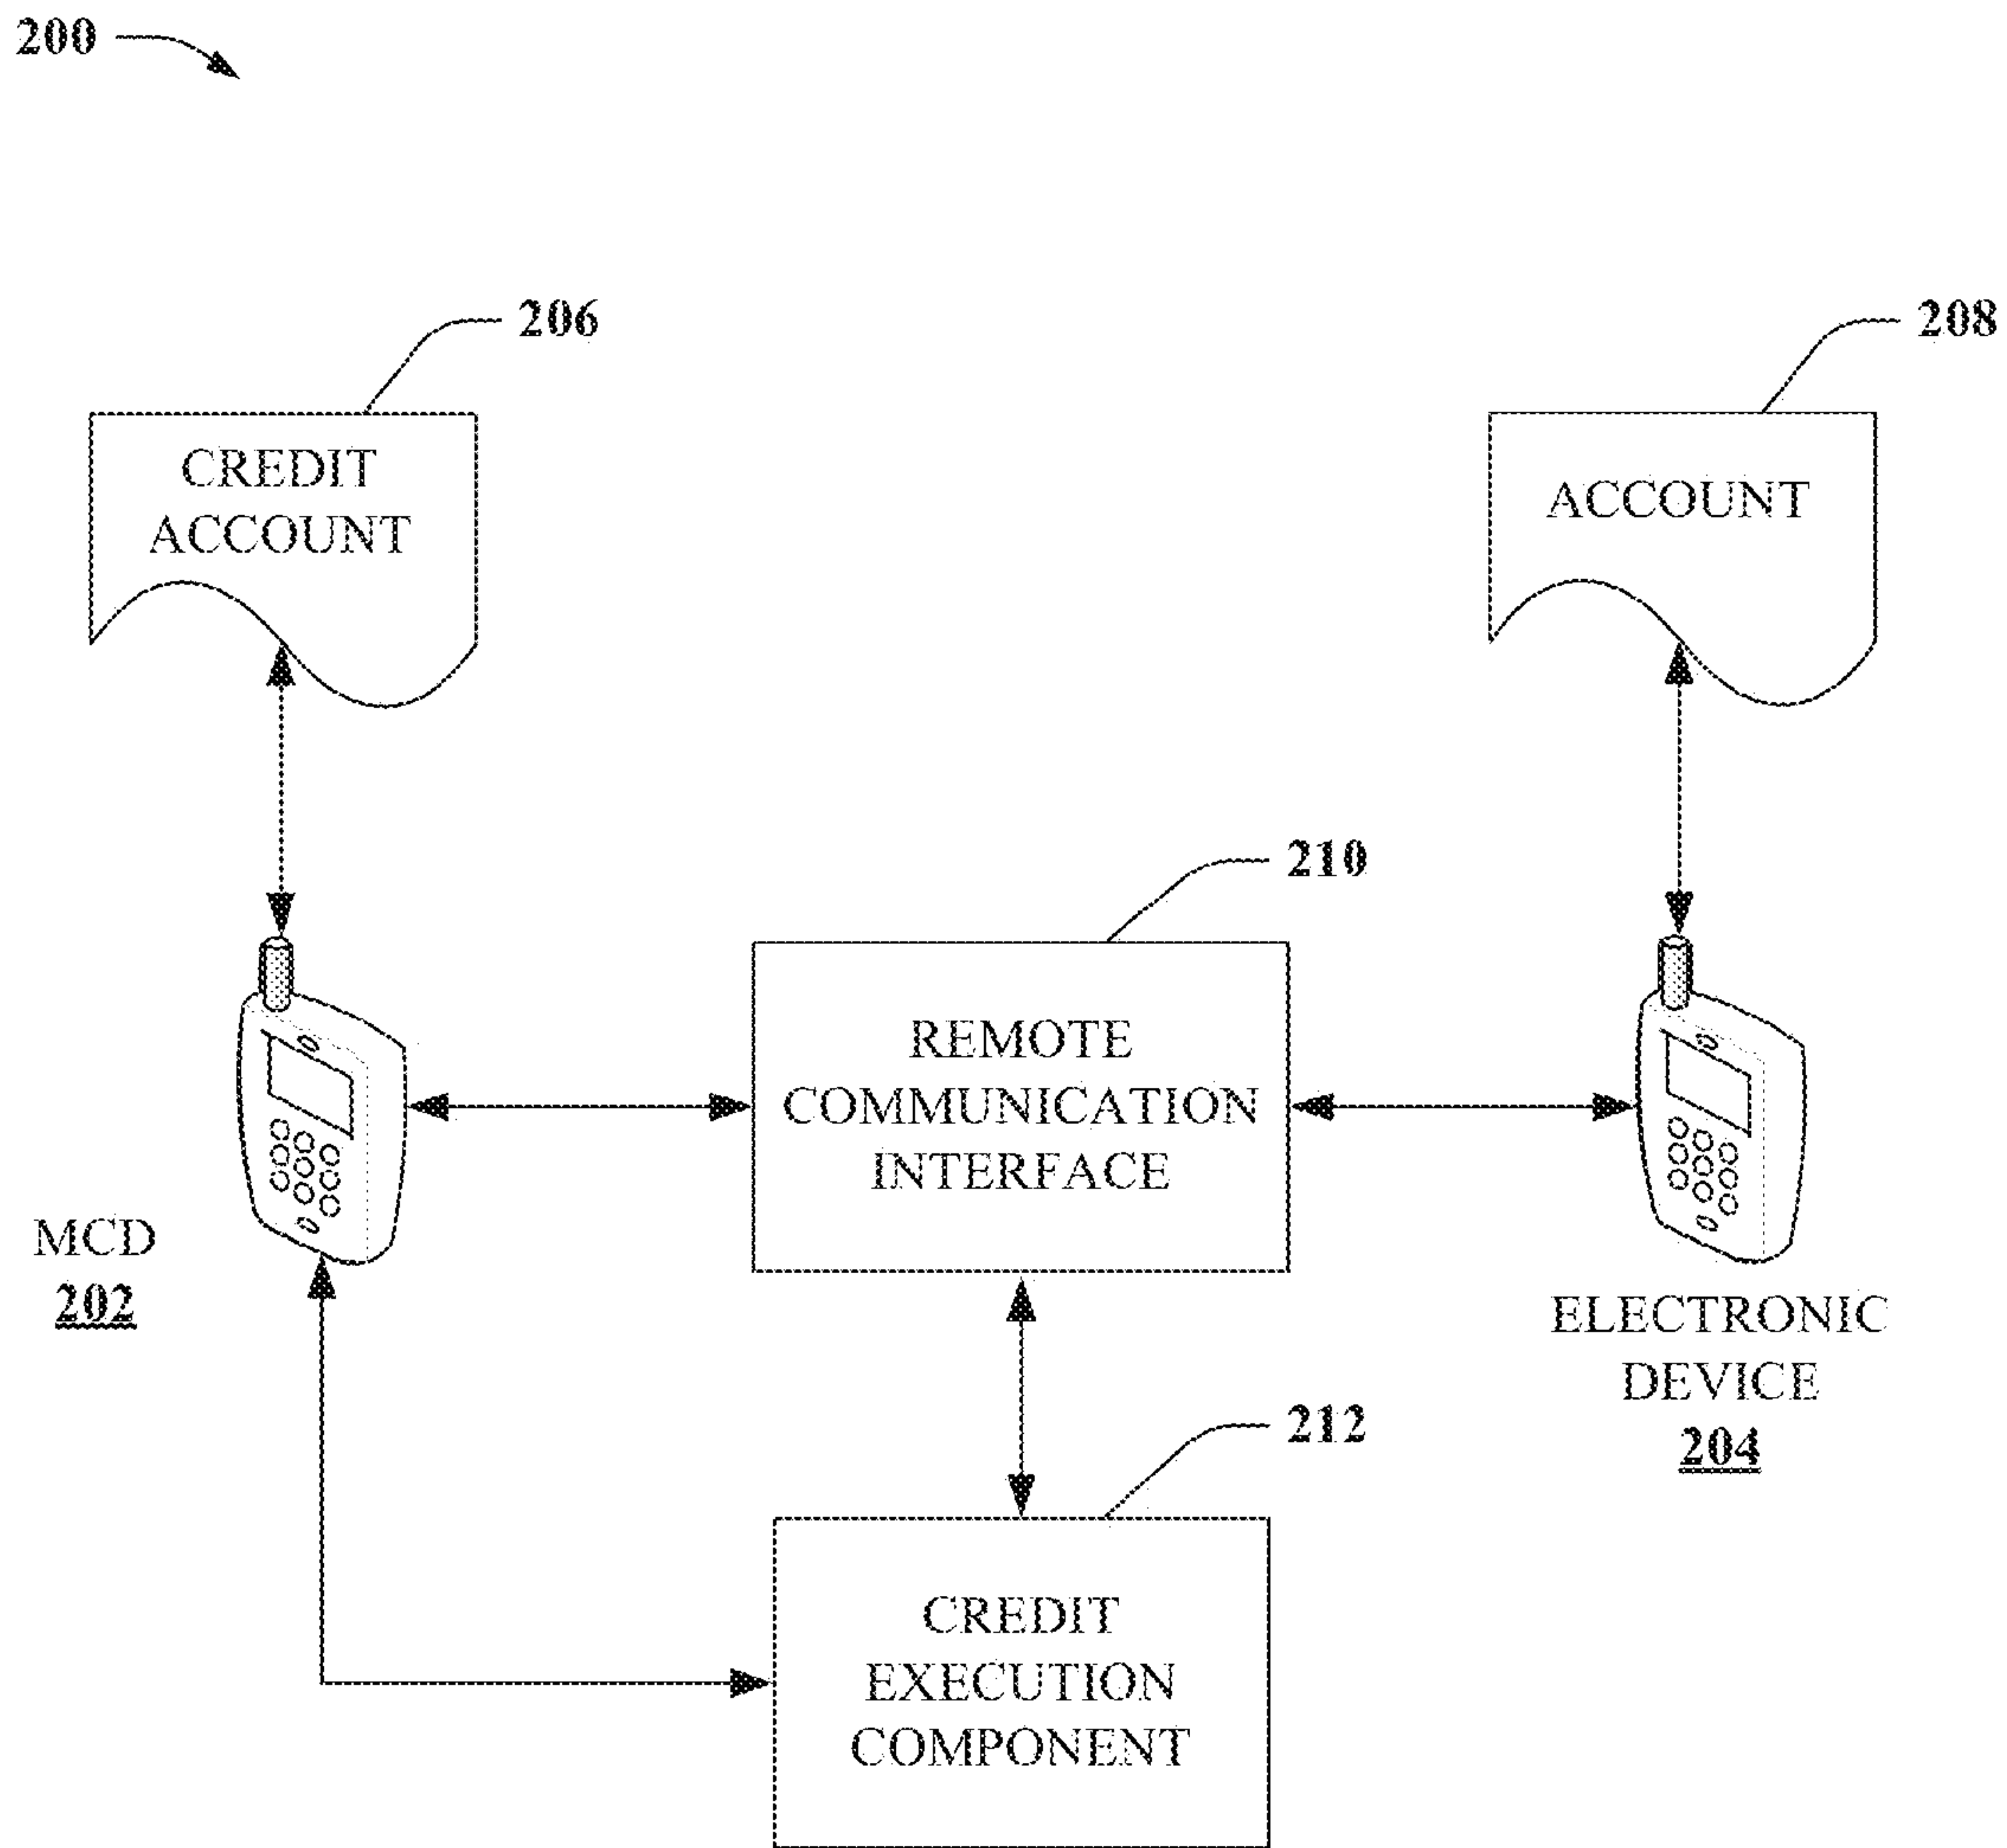 200
206
208
CREDIT
ACCOUNT
ACCOUNT
210
REMOTE
COMMUNICATION
INTERFACE
MCD
202
ELECTRONIC
DEVICE
204
212
CREDIT
EXECUTION
COMPONENT